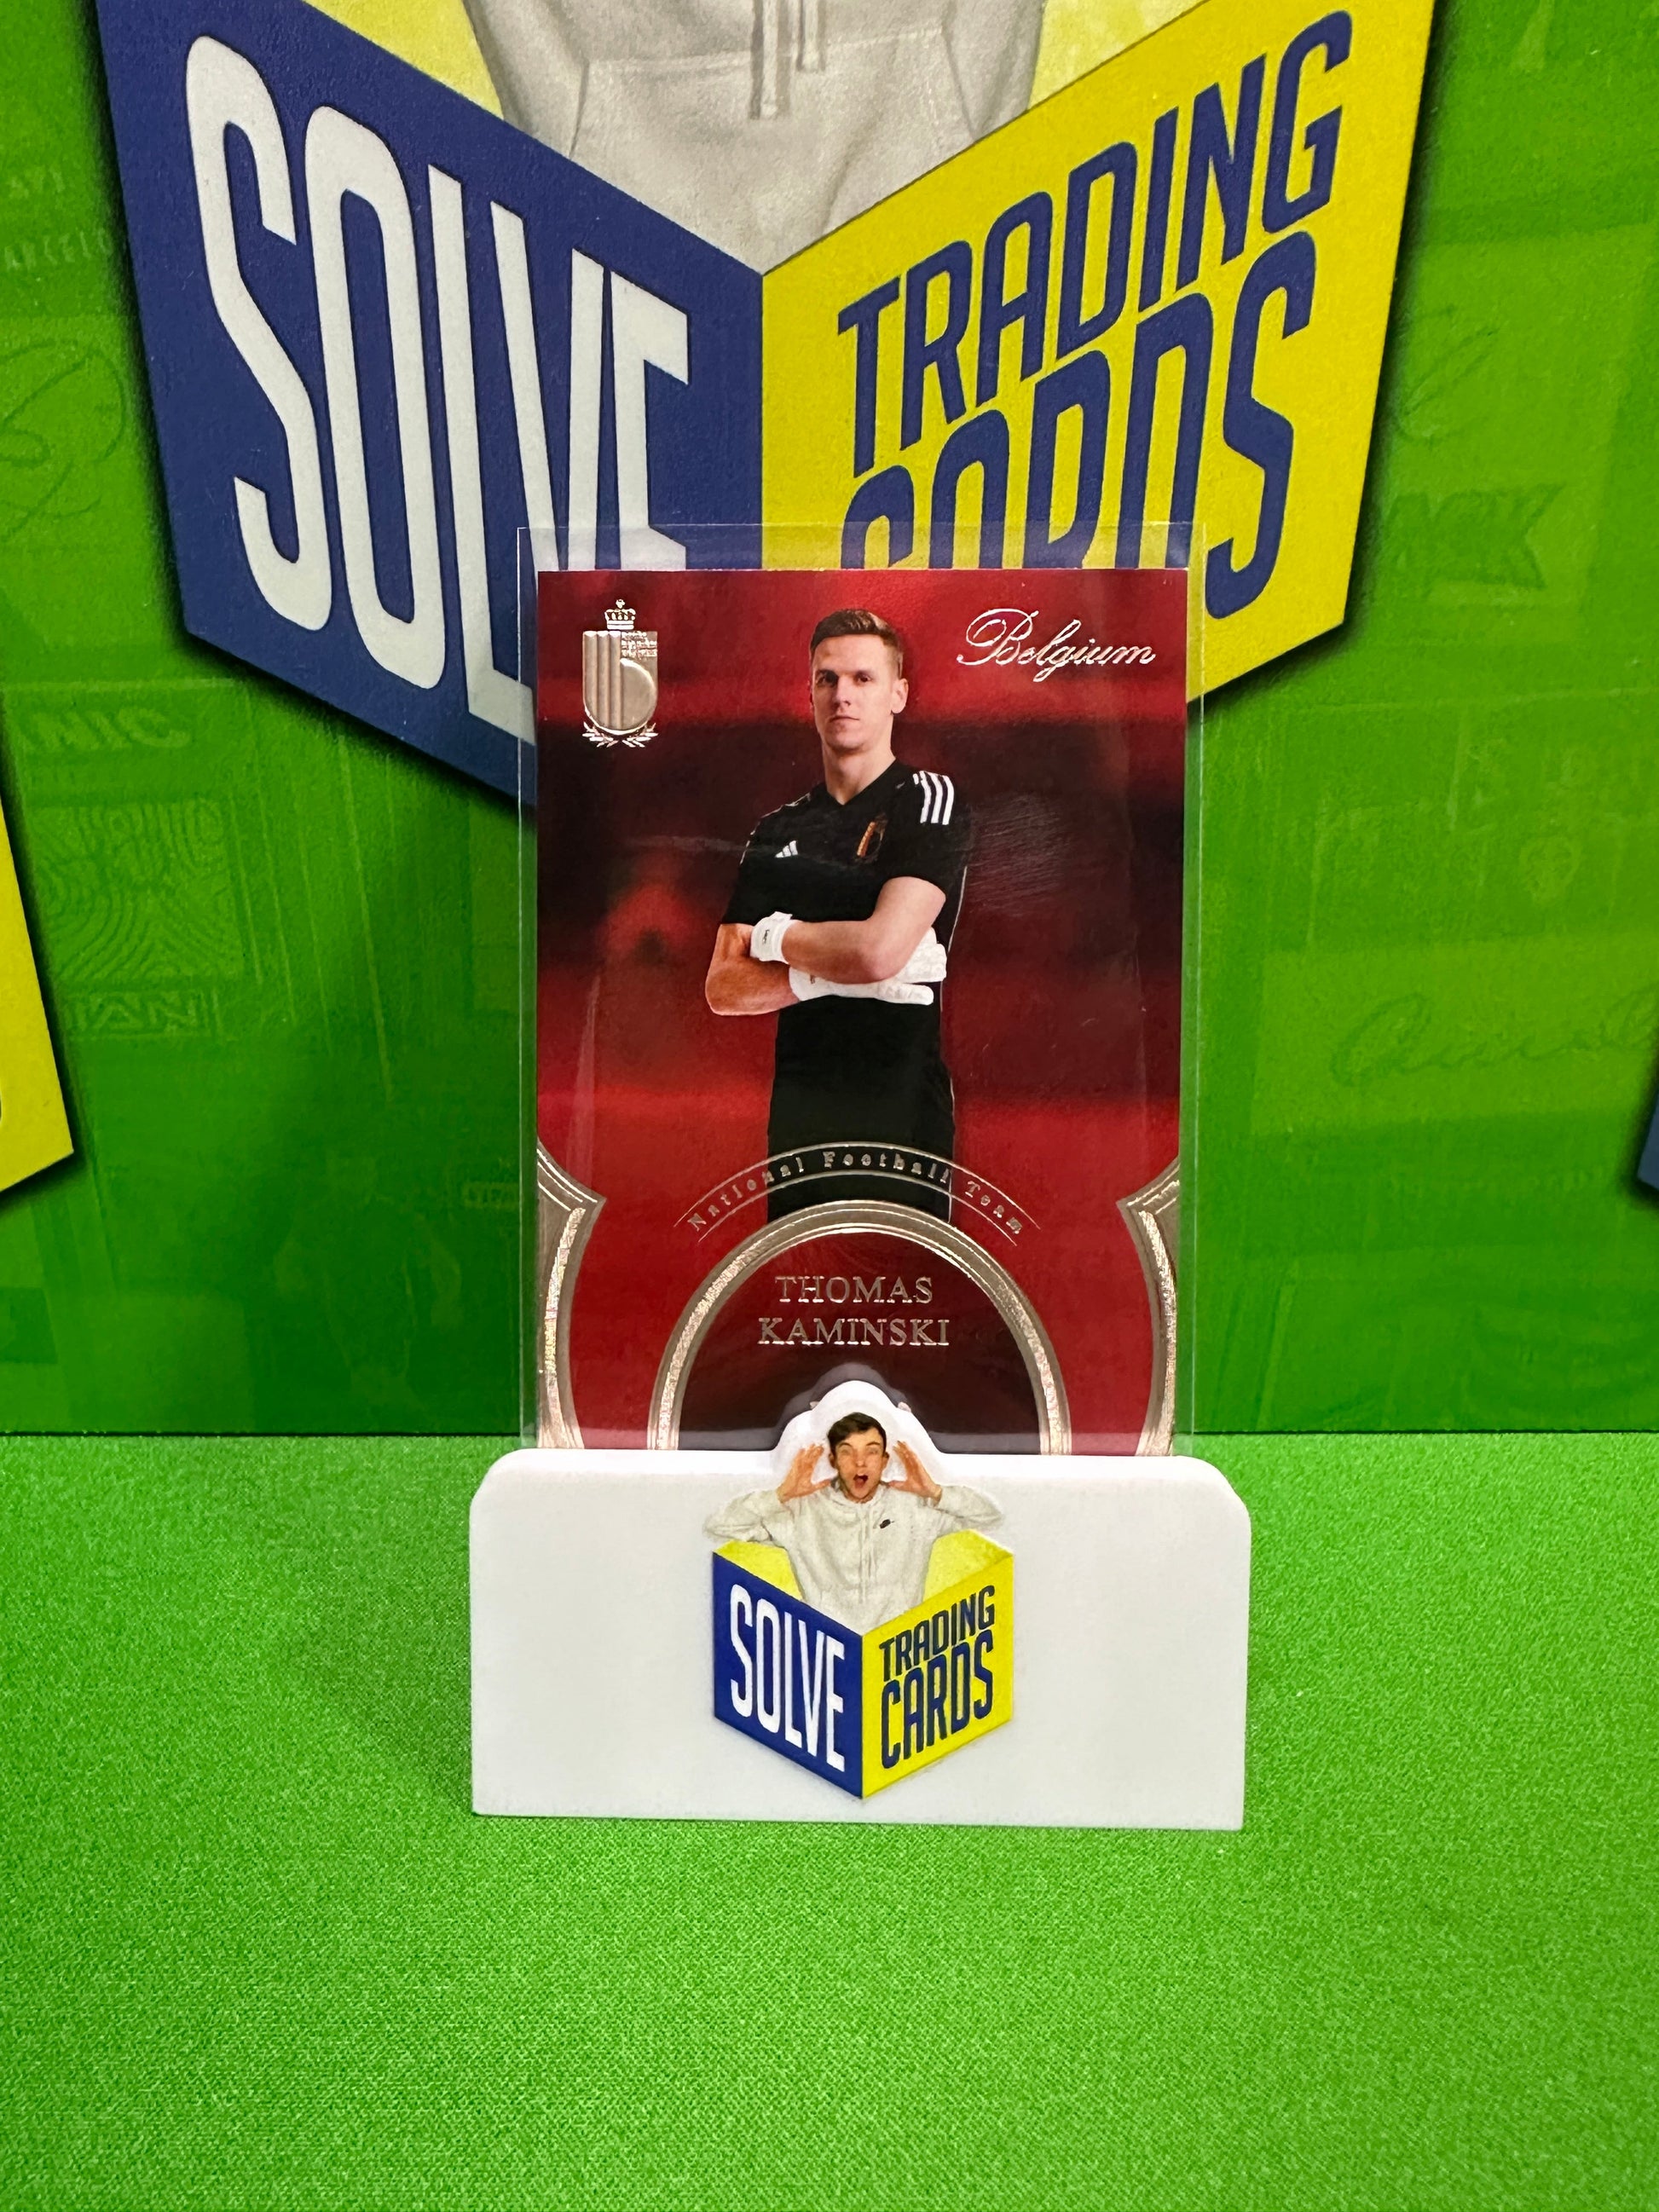 SOLVE
TRADING
CARDS
Belgium
National Football Team
THOMAS
KAMINSKI
SOLVE
TRADING
CARDS